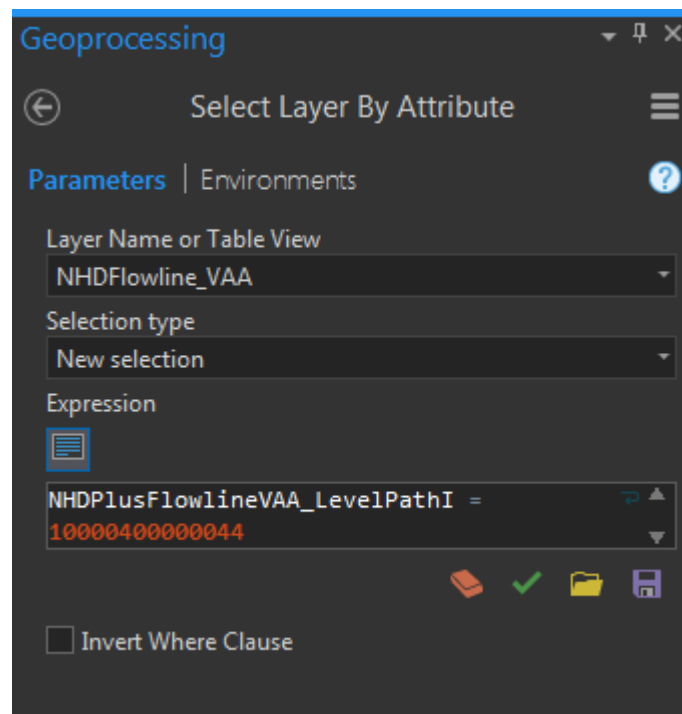 Geoprocessing
Select Layer By Attribute
Parameters | Environments
?
Layer Name or Table View
NHDFlowline_VAA
Selection type
New selection
Expression
NHDPlusFlowlineVAA_LevelPathI =
10000400000044
Invert Where Clause